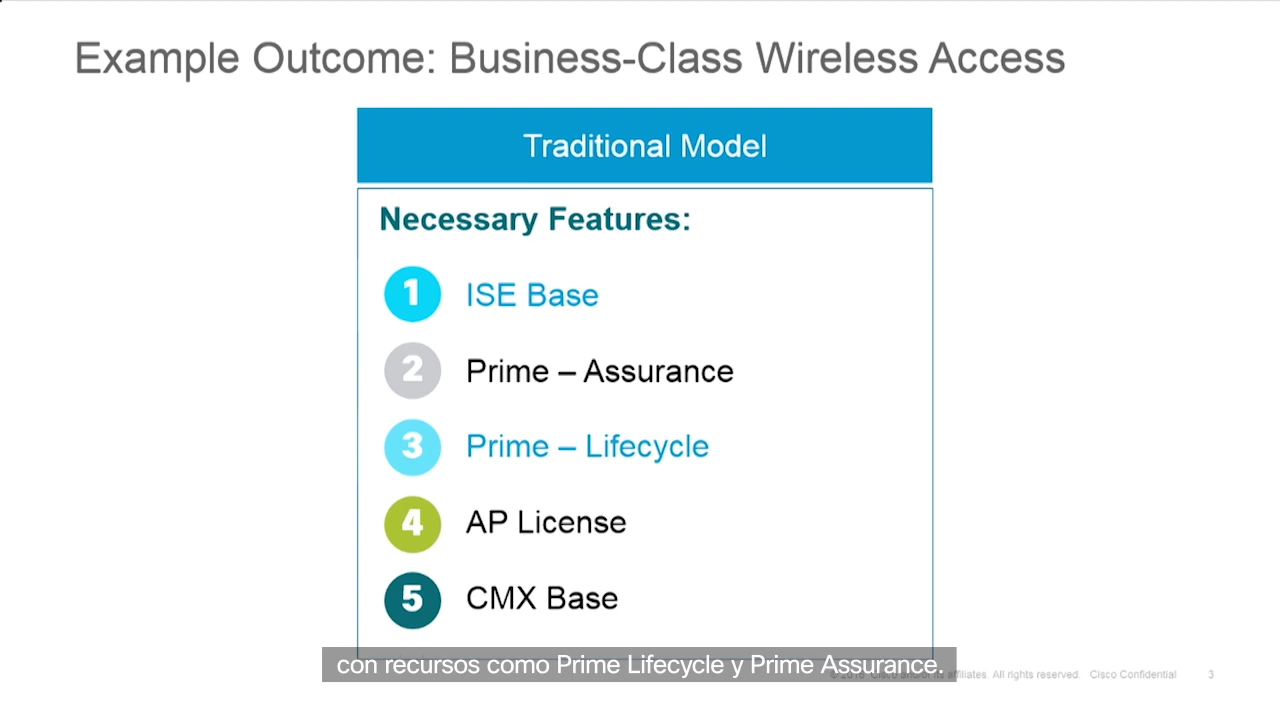 Example Outcome: Business-Class Wireless Access
Traditional Model
Necessary Features:
1 ISE Base
2 Prime – Assurance
3 Prime – Lifecycle
4 AP License
5 CMX Base
con recursos como Prime Lifecycle y Prime Assurance.
affiliates. All rights reserved. Cisco Confidential 3